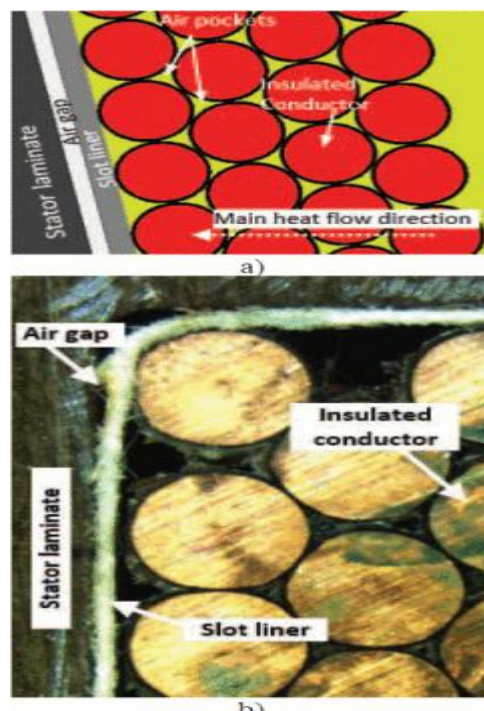 Air pockets
Insulated
Conductor
Stator laminate
Air gap
Slot liner
Main heat flow direction
a)
Air gap
Insulated
conductor
Stator laminate
Slot liner
b)